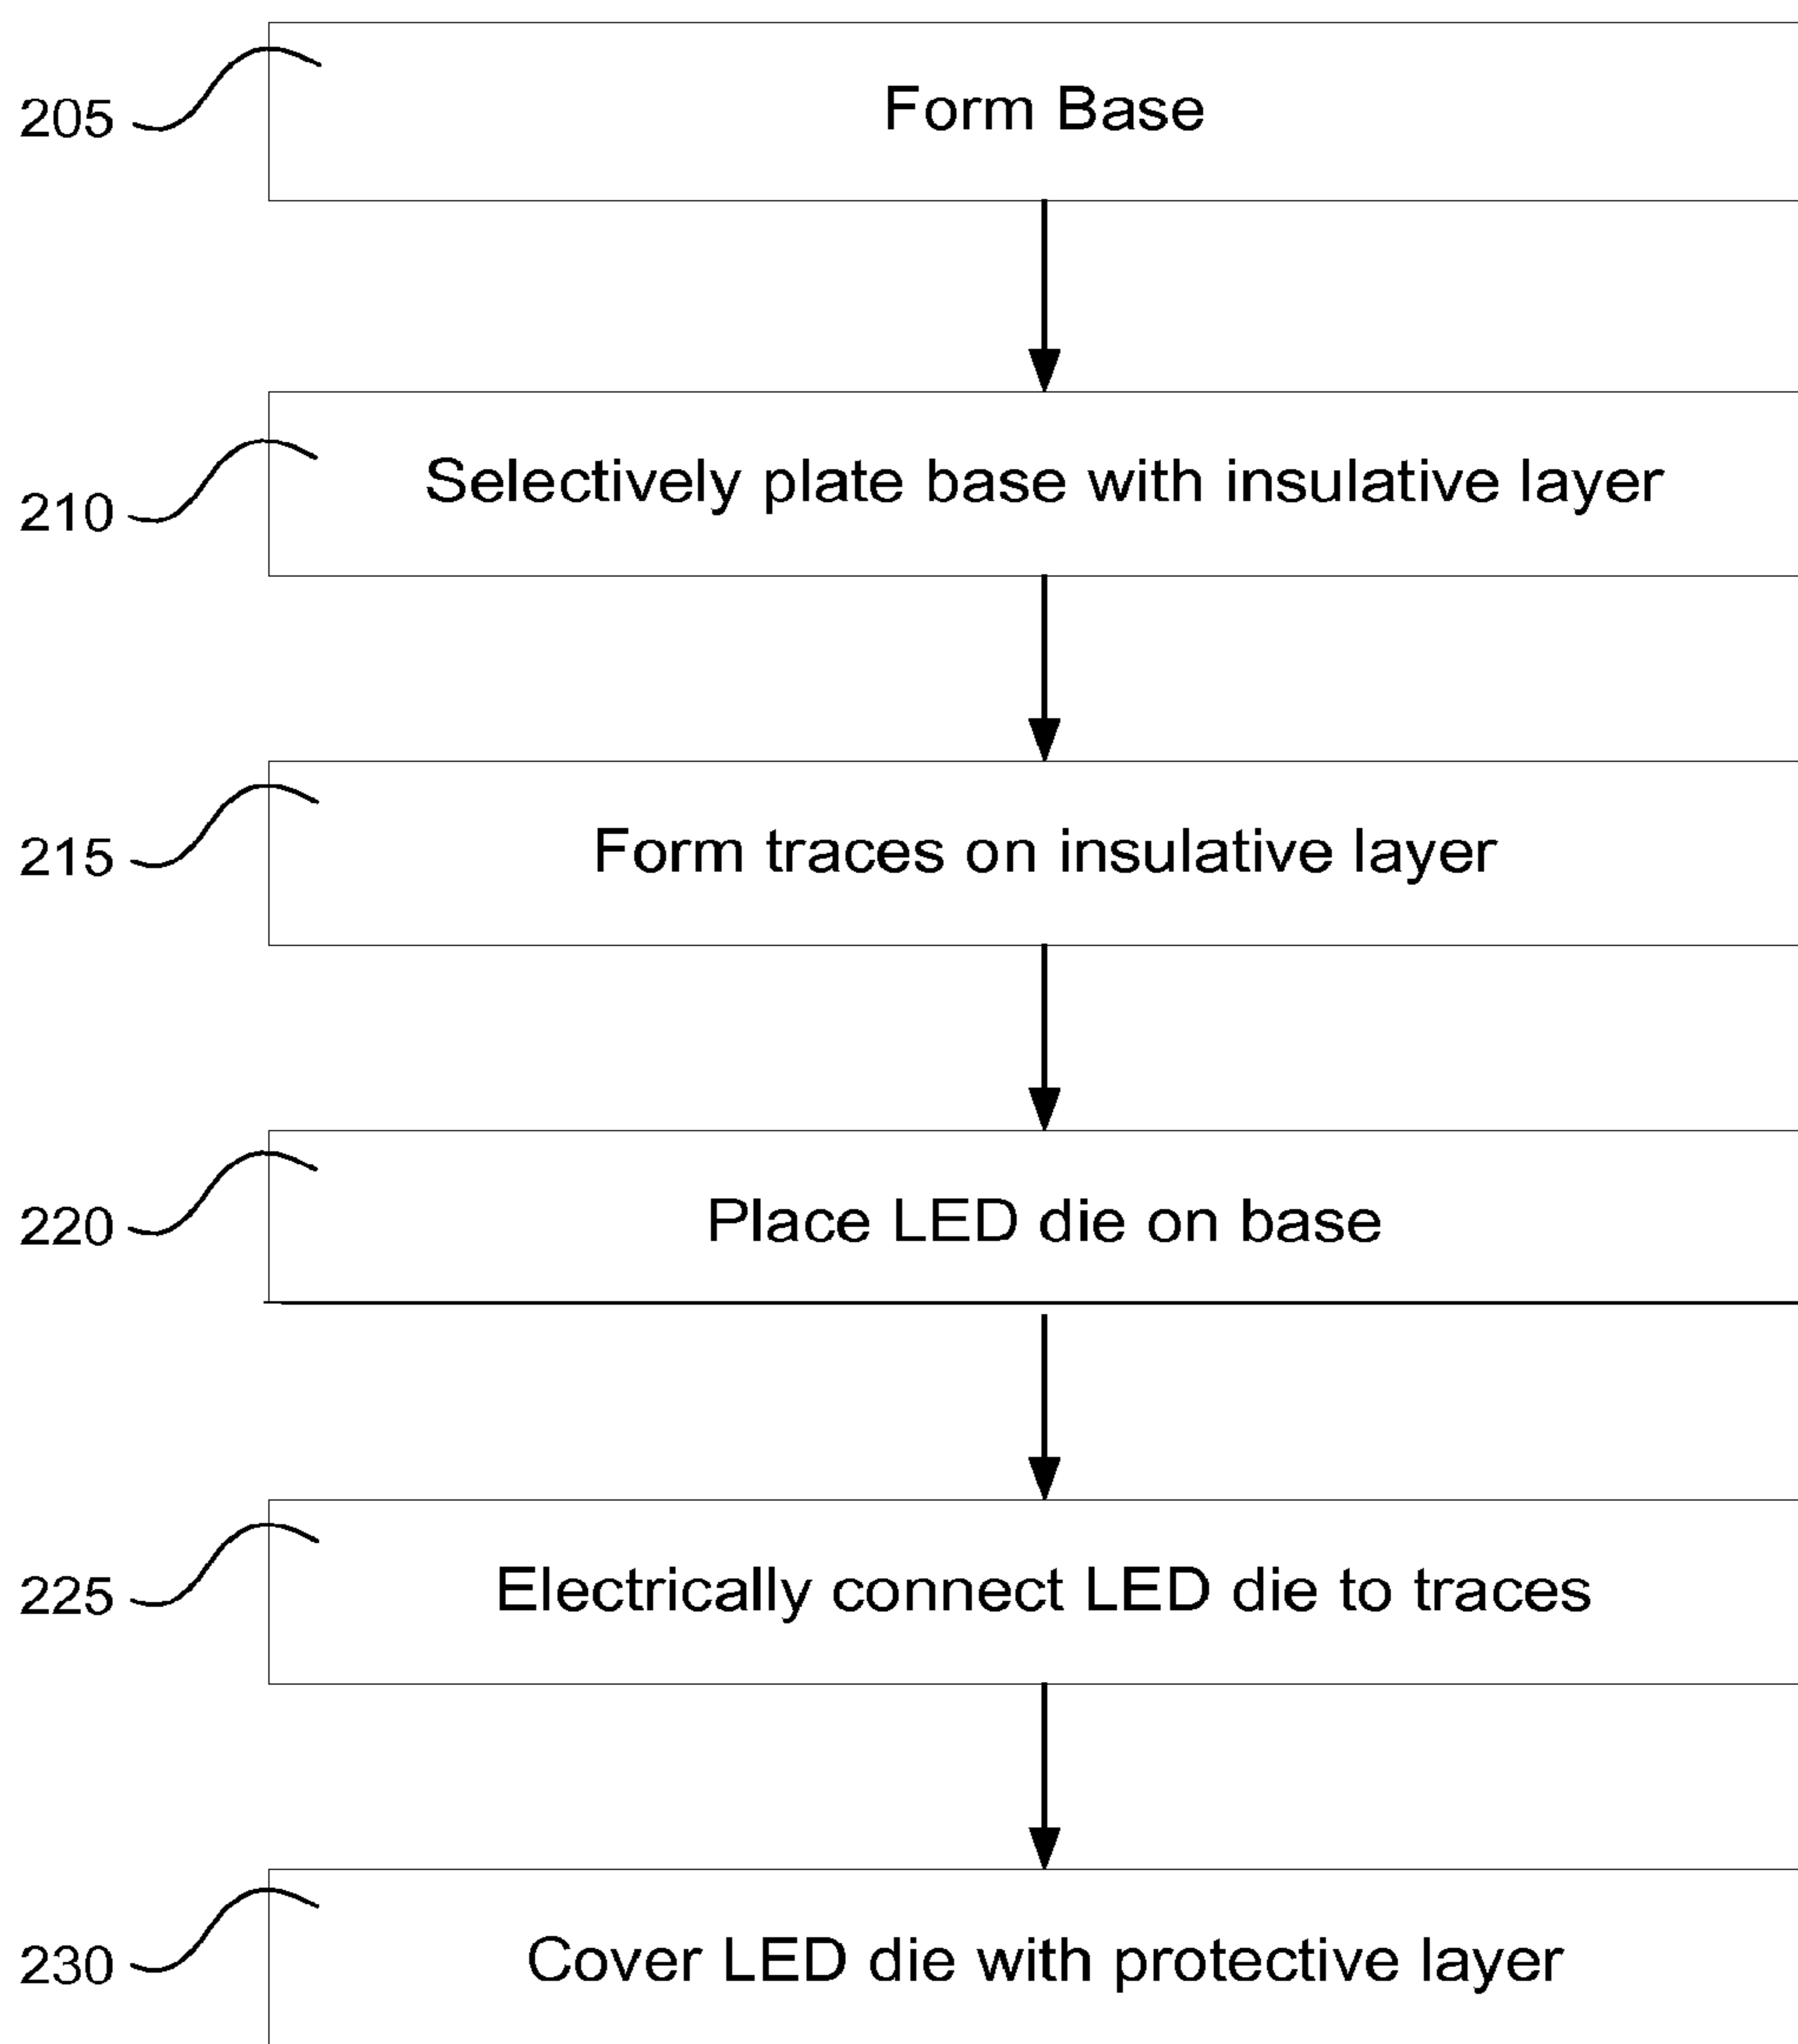 205
Form Base
210
Selectively plate base with insulative layer
215
Form traces on insulative layer
220
Place LED die on base
225
Electrically connect LED die to traces
230
Cover LED die with protective layer